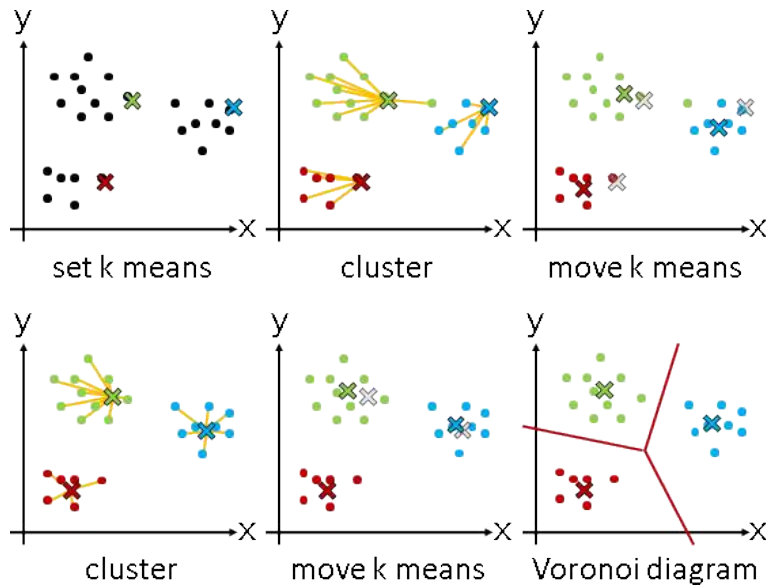 y y y
x x x
set k means cluster move k means
y y y
x x x
cluster move k means Voronoi diagram